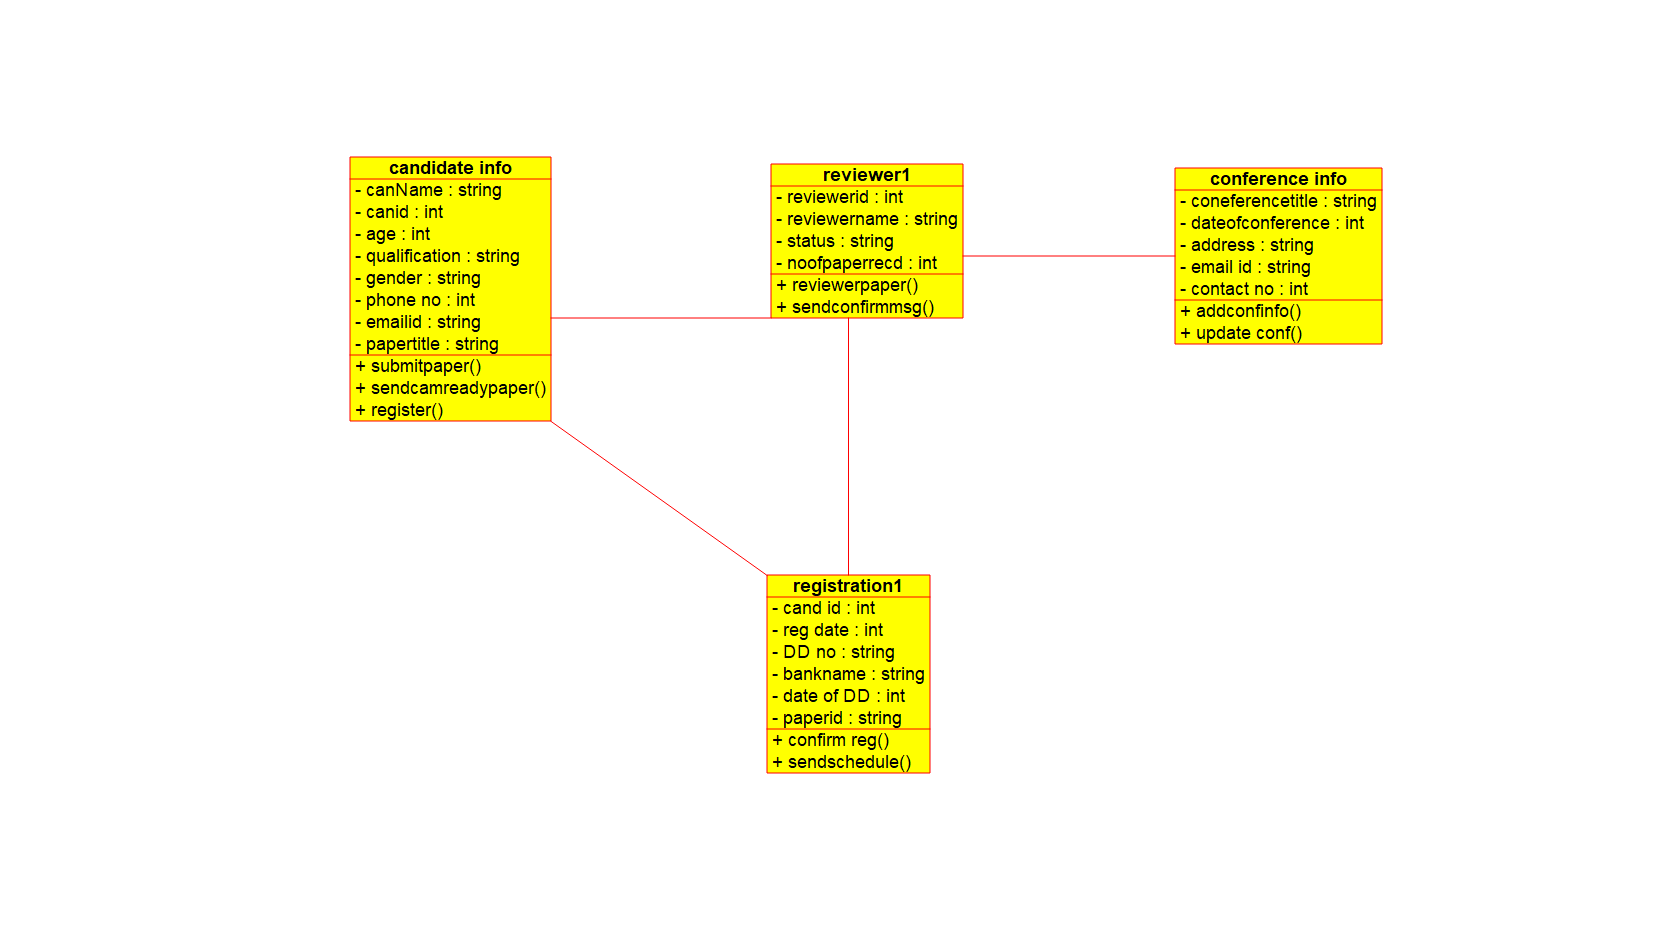 candidate info
- canName : string
- canid : int
- age : int
- qualification : string
- gender : string
- phone no : int
- emailid : string
- papertitle : string
+ submitpaper()
+ sendcamreadypaper()
+ register()
reviewer1
- reviewerid : int
- reviewername : string
- status : string
- noofpaperrecd : int
+ reviewerpaper()
+ sendconfirmmsg()
conference info
- coneferencetitle : string
- dateofconference : int
- address : string
- email id : string
- contact no : int
+ addconfinfo()
+ update conf()
registration1
- cand id : int
- reg date : int
- DD no : string
- bankname : string
- date of DD : int
- paperid : string
+ confirm reg()
+ sendschedule()